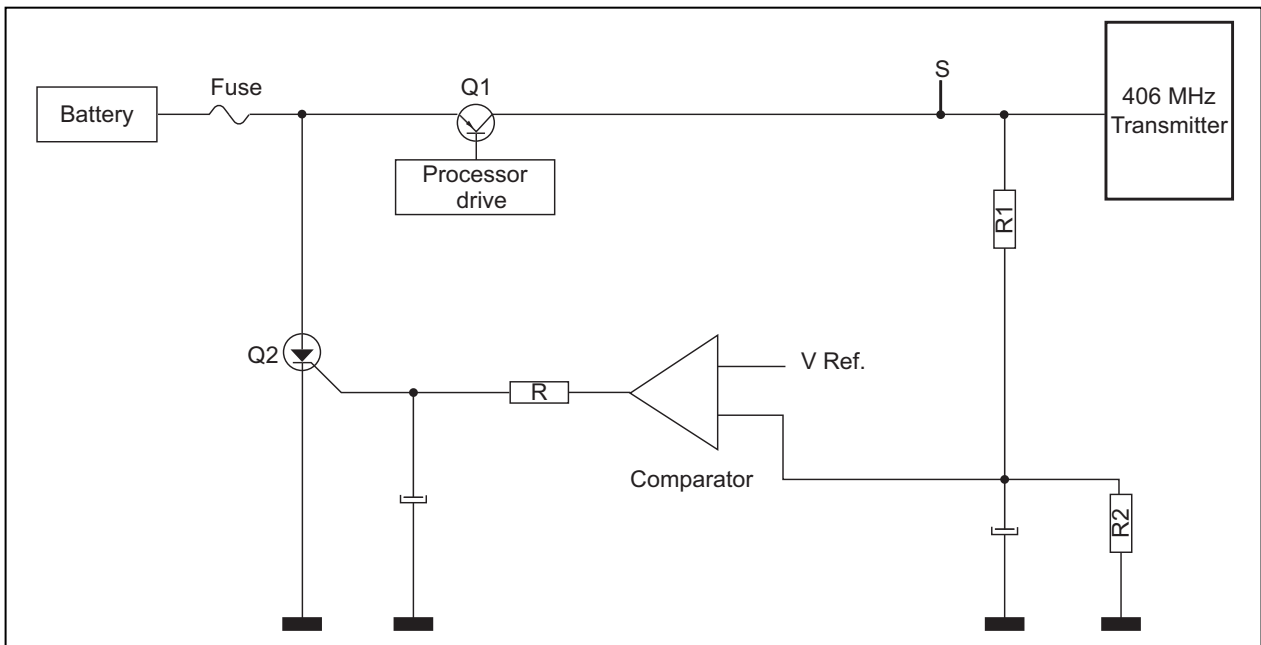 Fuse
Q1
S
Battery
406 MHz
Transmitter
Processor
drive
R1
Q2
R
V Ref.
Comparator
R2